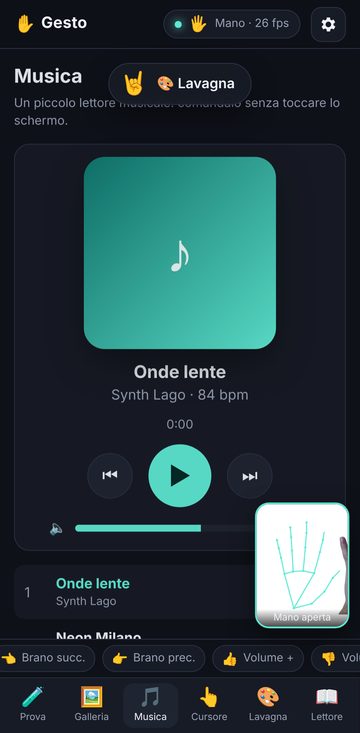 Gesto
Mano · 26 fps
Musica
🎨 Lavagna
Un piccolo lettore musicale: comandalo senza toccare lo
schermo.
Onde lente
Synth Lago · 84 bpm
0:00
Mano aperta
1
Onde lente
Synth Lago
Neon Milano
Brano succ.
Brano prec.
Volume +
Prova
Galleria
Musica
Cursore
Lavagna
Lettore